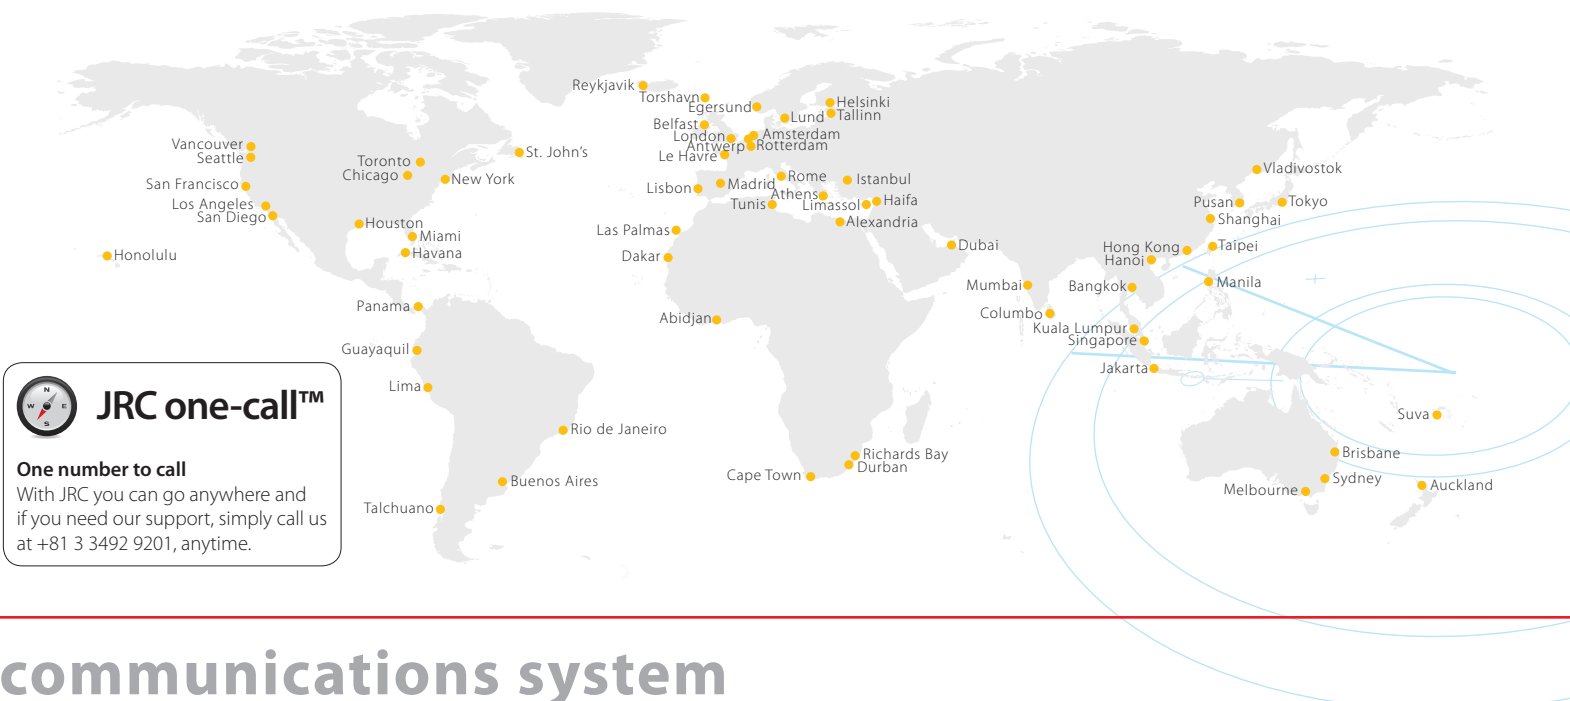 Reykjavik
Torshavn
Egersund
Helsinki
Tallinn
Lund
Belfast
London
Amsterdam
Antwerp
Rotterdam
Le Havre
Vancouver
Seattle
Toronto
Chicago
St. John's
New York
San Francisco
Los Angeles
San Diego
Houston
Miami
Havana
Honolulu
Lisbon
Madrid
Rome
Istanbul
Athens
Tunis
Limassol
Haifa
Alexandria
Las Palmas
Dakar
Dubai
Vladivostok
Pusan
Tokyo
Shanghai
Hong Kong
Taipei
Hanoi
Mumbai
Bangkok
Manila
Columbo
Kuala Lumpur
Singapore
Jakarta
Panama
Abidjan
Guayaquil
Lima
Rio de Janeiro
Buenos Aires
Talchuano
Cape Town
Richards Bay
Durban
Suva
Brisbane
Sydney
Melbourne
Auckland
N
W E
S
JRC one-call™
One number to call
With JRC you can go anywhere and
if you need our support, simply call us
at +81 3 3492 9201, anytime.
communications system